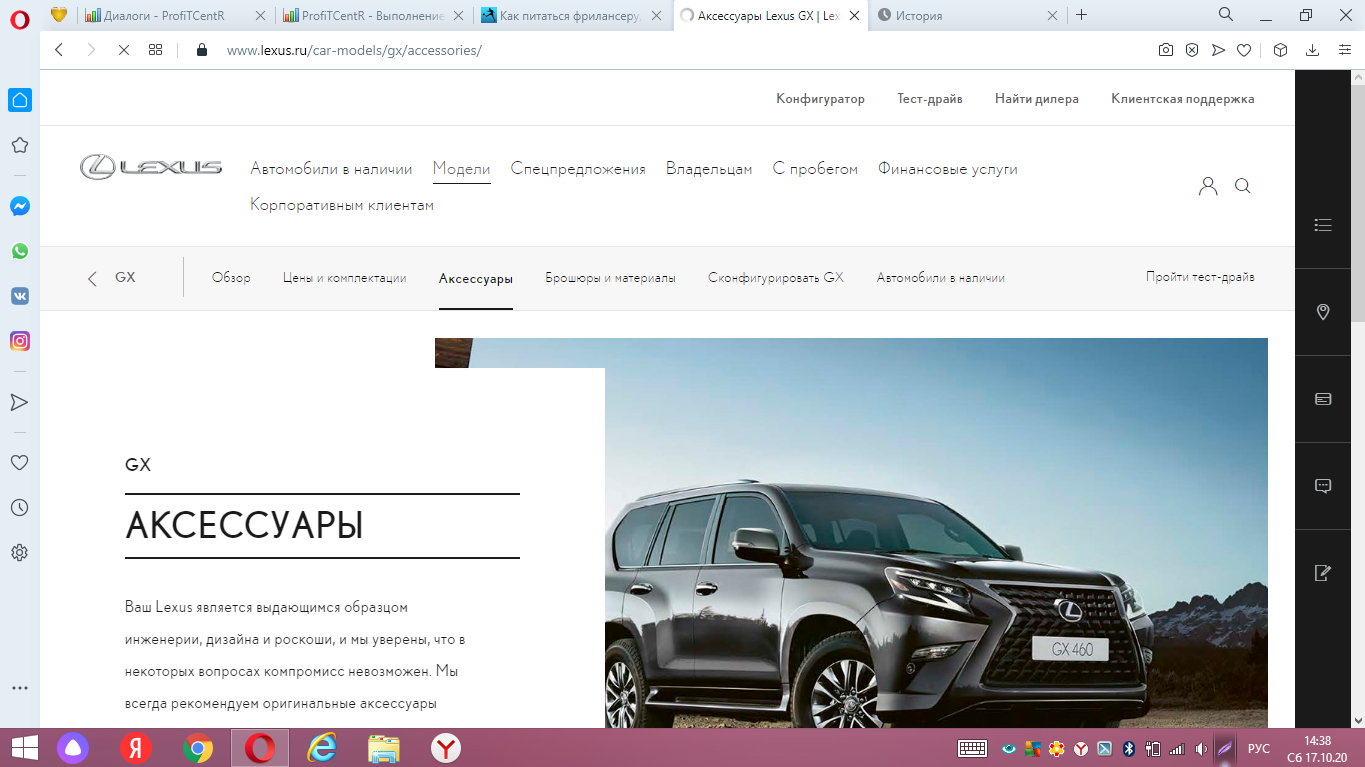 Диалоги - ProfiTCentR
ProfiTCentR - Выполнение
Как питаться фрилансеру,
Аксессуары Lexus GX | Lex
История
www.lexus.ru/car-models/gx/accessories/
Конфигуратор Тест-драйв Найти дилера Клиентская поддержка
LEXUS
Автомобили в наличии Модели Спецпредложения Владельцам С пробегом Финансовые услуги
Корпоративным клиентам
GX Обзор Цены и комплектации Аксессуары Брошюры и материалы Сконфигурировать GX Автомобили в наличии Пройти тест-драйв
GX
АКСЕССУАРЫ
Ваш Lexus является выдающимся образцом
инженерии, дизайна и роскоши, и мы уверены, что в
некоторых вопросах компромисс невозможен. Мы
всегда рекомендуем оригинальные аксессуары
GX 460
РУС
14:38
Сб 17.10.20